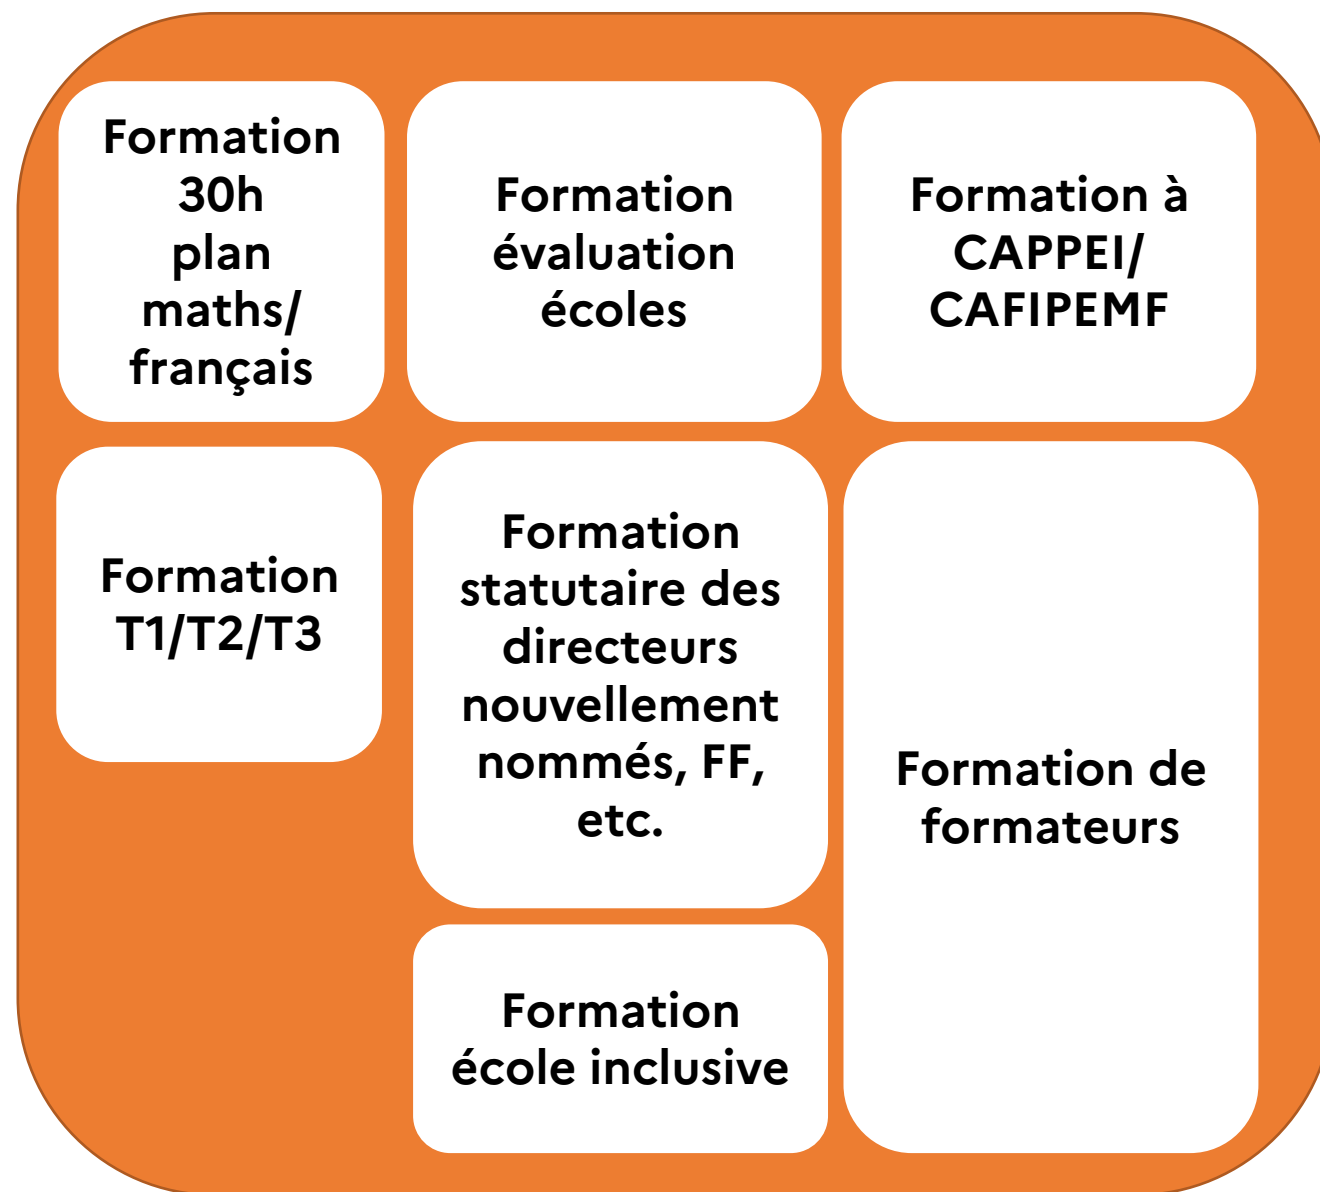 Formation
30h
plan
maths/
français
Formation
évaluation
écoles
Formation à
CAPPEI/
CAFIPEMF
Formation
T1/T2/T3
Formation
statutaire des
directeurs
nouvellement
nommés, FF,
etc.
Formation de
formateurs
Formation
école inclusive